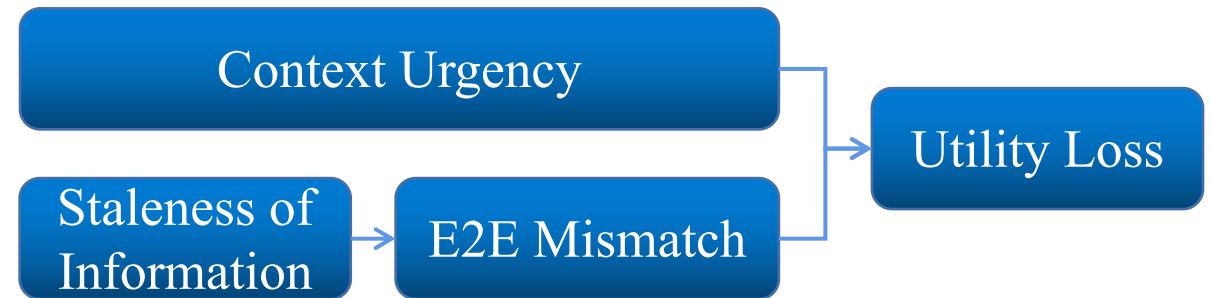 Context Urgency
Utility Loss
Staleness of
Information
E2E Mismatch